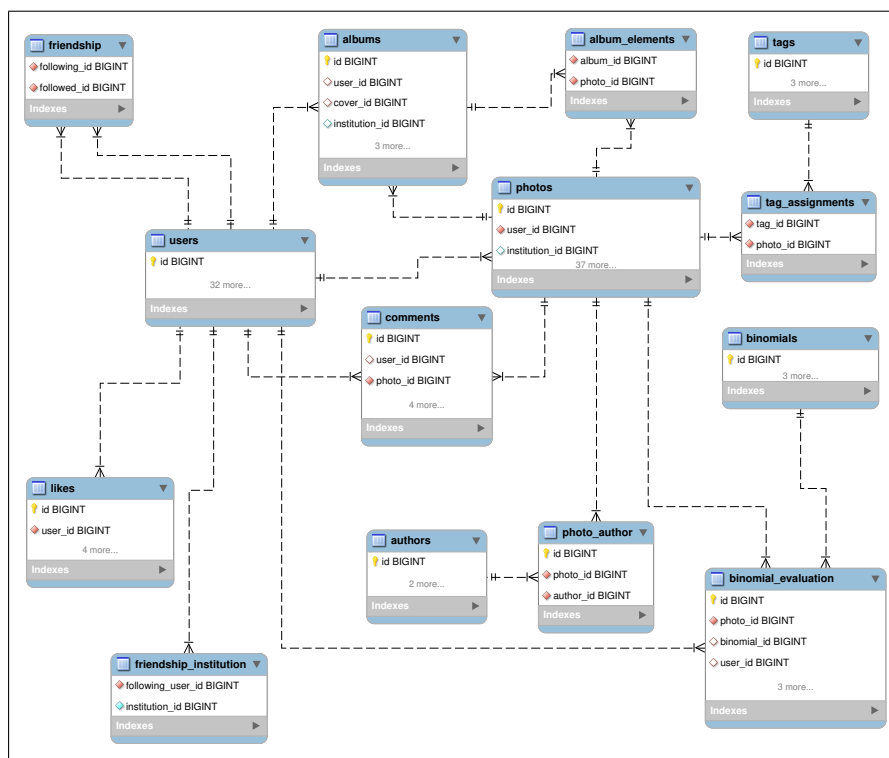 friendship
following_id BIGINT
followed_id BIGINT
Indexes
albums
id BIGINT
user_id BIGINT
cover_id BIGINT
institution_id BIGINT
3 more...
Indexes
album_elements
album_id BIGINT
photo_id BIGINT
Indexes
tags
id BIGINT
3 more...
Indexes
users
id BIGINT
32 more...
Indexes
photos
id BIGINT
user_id BIGINT
institution_id BIGINT
37 more...
Indexes
tag_assignments
tag_id BIGINT
photo_id BIGINT
Indexes
comments
id BIGINT
user_id BIGINT
photo_id BIGINT
4 more...
Indexes
binomials
id BIGINT
3 more...
Indexes
likes
id BIGINT
user_id BIGINT
4 more...
Indexes
authors
id BIGINT
2 more...
Indexes
photo_author
id BIGINT
photo_id BIGINT
author_id BIGINT
Indexes
binomial_evaluation
id BIGINT
photo_id BIGINT
binomial_id BIGINT
user_id BIGINT
3 more...
Indexes
friendship_institution
following_user_id BIGINT
institution_id BIGINT
Indexes